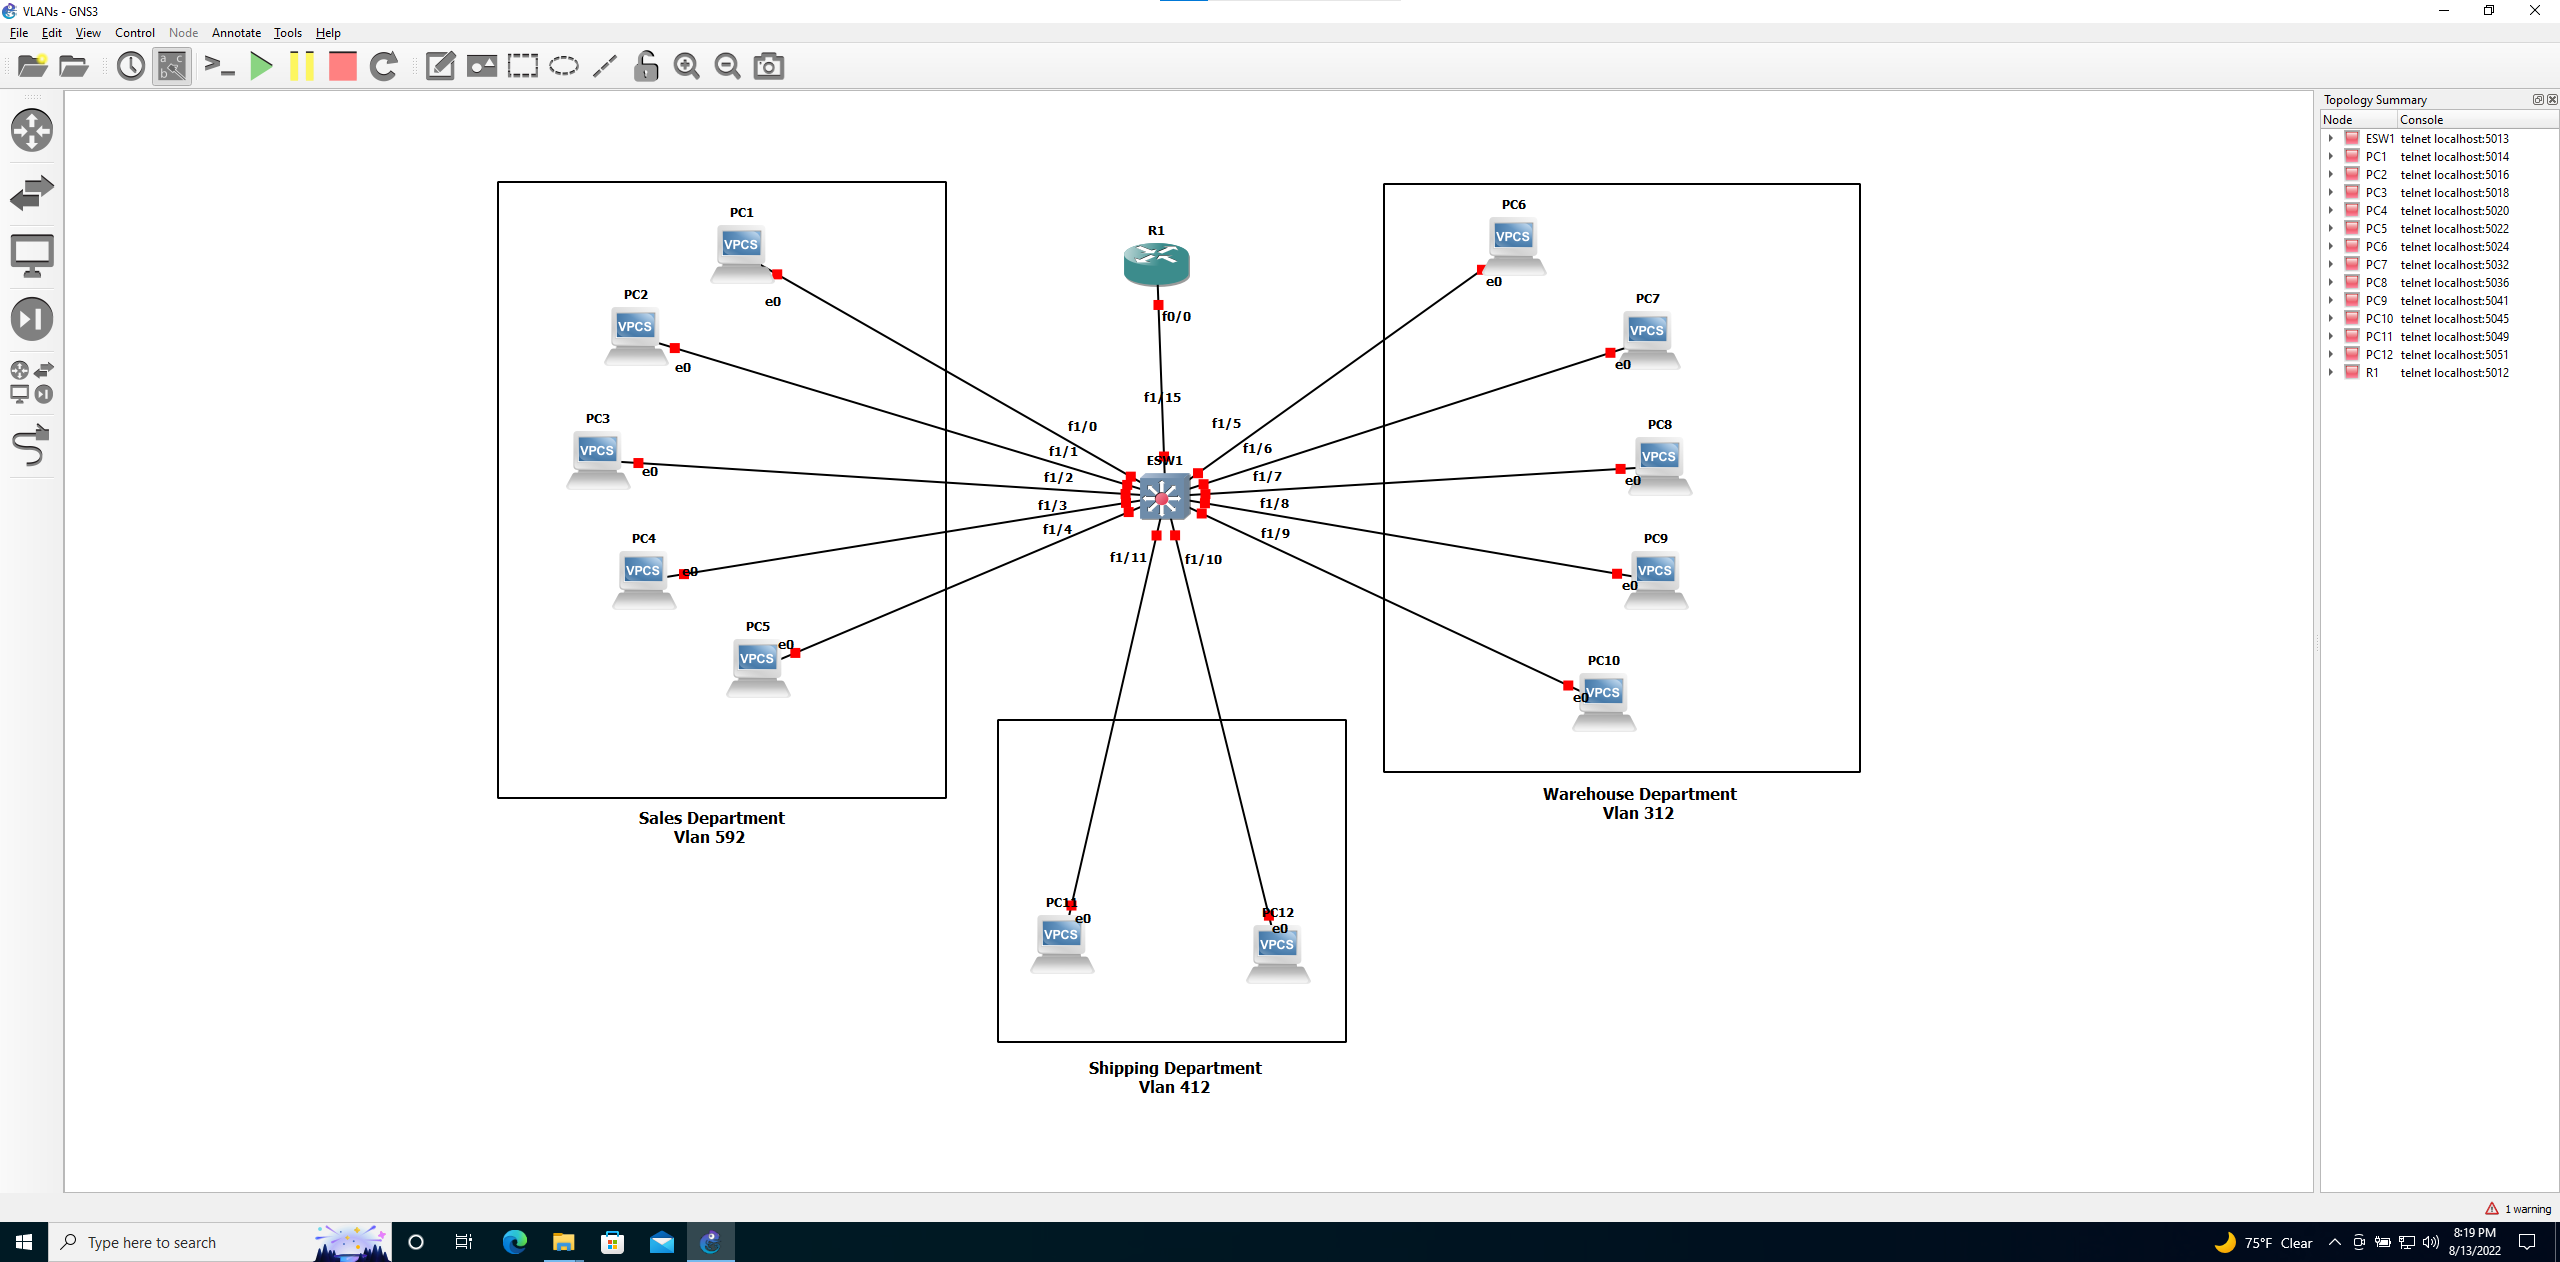 VLANs - GNS3
File Edit View Control Node Annotate Tools Help
Topology Summary
Node Console
ESW1 telnet localhost:5013
PC1 telnet localhost:5014
PC2 telnet localhost:5016
PC3 telnet localhost:5018
PC4 telnet localhost:5020
PC5 telnet localhost:5022
PC6 telnet localhost:5024
PC7 telnet localhost:5032
PC8 telnet localhost:5036
PC9 telnet localhost:5041
PC10 telnet localhost:5045
PC11 telnet localhost:5049
PC12 telnet localhost:5051
R1 telnet localhost:5012
PC1
VPCS
e0
PC2
VPCS
e0
PC3
VPCS
e0
PC4
VPCS
e0
PC5
VPCS
e0
Sales Department
Vlan 592
R1
f0/0
f1/15
ESW1
f1/0
f1/1
f1/2
f1/3
f1/4
f1/5
f1/6
f1/7
f1/8
f1/9
f1/11
f1/10
PC6
VPCS
e0
PC7
VPCS
e0
PC8
VPCS
e0
PC9
VPCS
e0
PC10
VPCS
e0
Warehouse Department
Vlan 312
PC11
VPCS
e0
PC12
VPCS
e0
Shipping Department
Vlan 412
1 warning
Type here to search
75°F Clear
8:19 PM
8/13/2022